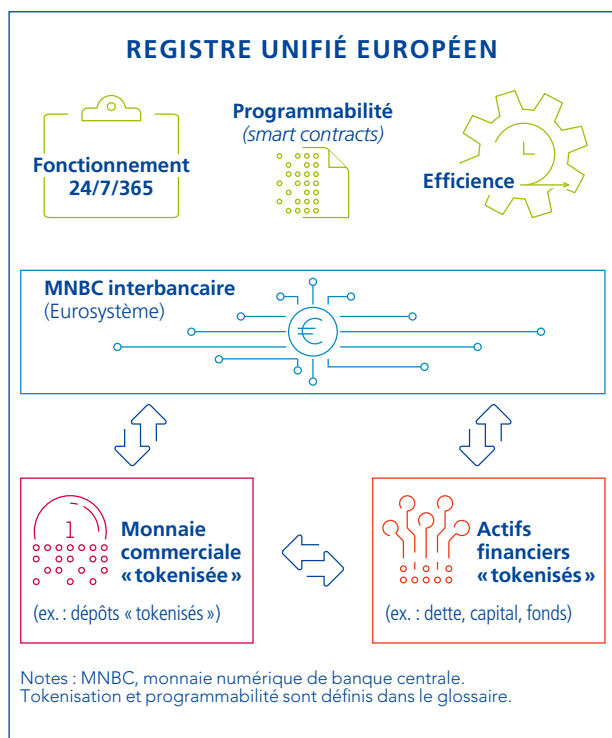 REGISTRE UNIFIÉ EUROPÉEN
Fonctionnement
24/7/365
Programmabilité
(smart contracts)
Efficience
MNBC interbancaire
(Eurosystème)
€
1
Monnaie
commerciale
« tokenisée »
(ex. : dépôts « tokenisés »)
Actifs
financiers
« tokenisés »
(ex. : dette, capital, fonds)
Notes : MNBC, monnaie numérique de banque centrale.
Tokenisation et programmabilité sont définis dans le glossaire.